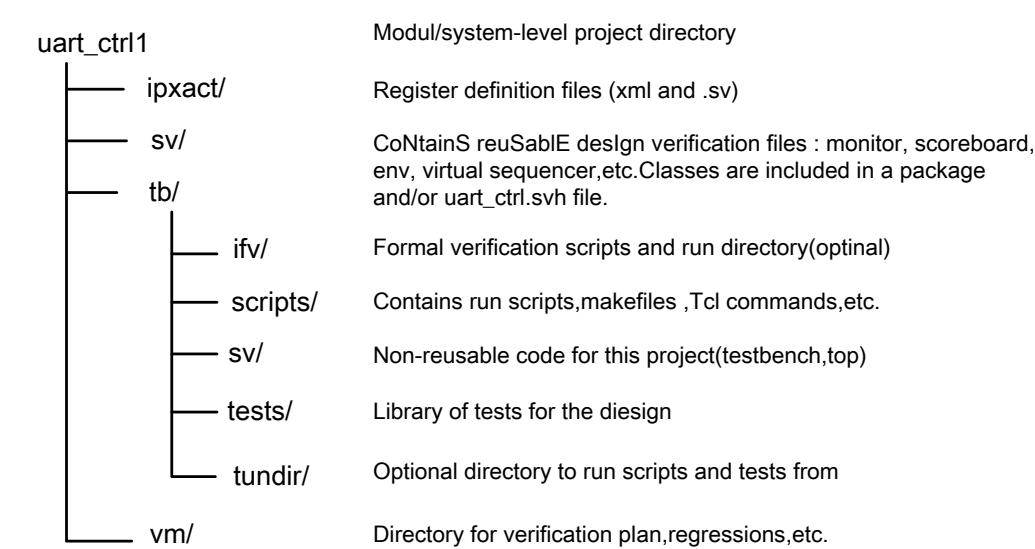 uart_ctrl1 Modul/system-level project directory
ipxact/ Register definition files (xml and .sv)
sv/ CoNtainS reuSablE desIgn verification files : monitor, scoreboard,
env, virtual sequencer,etc.Classes are included in a package
tb/ and/or uart_ctrl.svh file.
ifv/ Formal verification scripts and run directory(optinal)
scripts/ Contains run scripts,makefiles ,Tcl commands,etc.
sv/ Non-reusable code for this project(testbench,top)
tests/ Library of tests for the diesign
tundir/ Optional directory to run scripts and tests from
vm/ Directory for verification plan,regressions,etc.